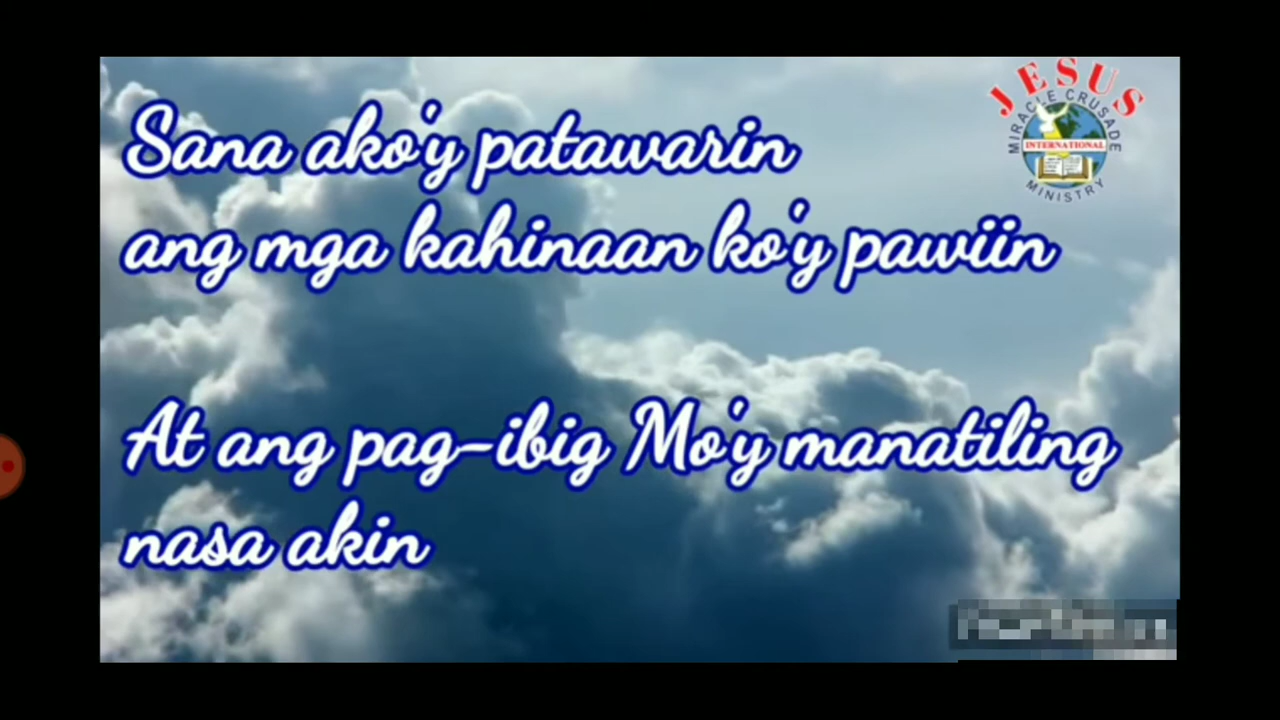 Sana ako'y patawarin
ang mga kahinaan ko'y pawiin
At ang pag-ibig Mo'y manatiling
nasa akin
JESUS
MIRACLE CRUSADE
INTERNATIONAL
MINISTRY